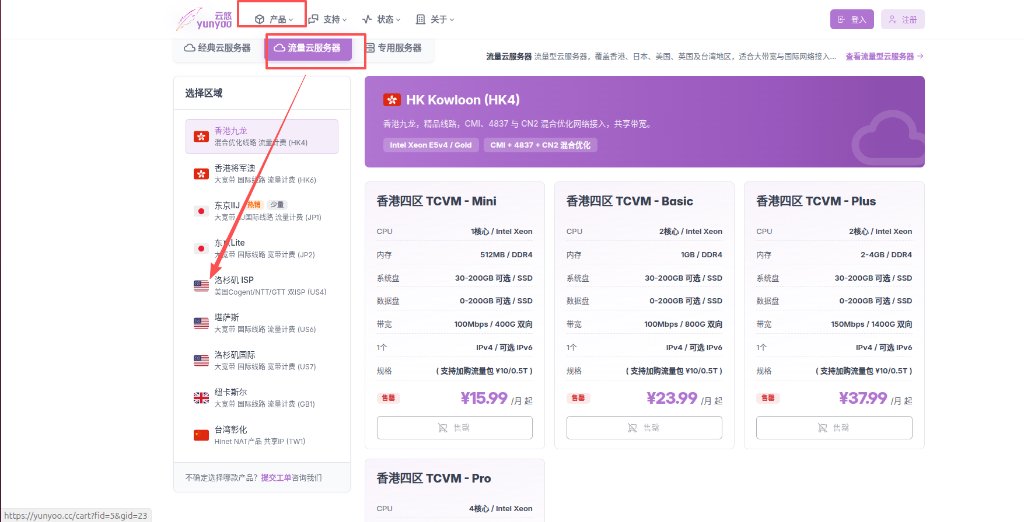 云悠
yunyoo
产品
支持
状态
关于
登入
注册
经典云服务器
流量云服务器
专用服务器
流量云服务器 流量型云服务器，覆盖香港、日本、美国、英国及台湾地区，适合大带宽与国际网络接入...
查看流量型云服务器 →
选择区域
香港九龙
混合优化线路 流量计费 (HK4)
香港将军澳
大宽带 国际线路 流量计费 (HK6)
东京IIJ 热销 少量
大宽带 IIJ国际线路 流量计费 (JP1)
东京Lite
大宽带 国际线路 宽带计费 (JP2)
洛杉矶 ISP
美国Cogent/NTT/GTT 双ISP (US4)
堪萨斯
大宽带 国际线路 流量计费 (US6)
洛杉矶国际
大宽带 国际线路 流量计费 (US7)
纽卡斯尔
大宽带 国际线路 流量计费 (GB1)
台湾彰化
Hinet NAT产品 共享IP (TW1)
不确定选择哪款产品？提交工单咨询我们
HK Kowloon (HK4)
香港九龙，精品线路，CMI、4837 与 CN2 混合优化网络接入，共享带宽。
Intel Xeon E5v4 / Gold
CMI + 4837 + CN2 混合优化
香港四区 TCVM - Mini
CPU 1核心 / Intel Xeon
内存 512MB / DDR4
系统盘 30-200GB 可选 / SSD
数据盘 0-200GB 可选 / SSD
带宽 100Mbps / 400G 双向
1个 IPv4 / 可选 IPv6
规格 ( 支持加购流量包 ¥10/0.5T )
售罄 ¥15.99 /月 起
售罄
香港四区 TCVM - Basic
CPU 2核心 / Intel Xeon
内存 1GB / DDR4
系统盘 30-200GB 可选 / SSD
数据盘 0-200GB 可选 / SSD
带宽 100Mbps / 800G 双向
1个 IPv4 / 可选 IPv6
规格 ( 支持加购流量包 ¥10/0.5T )
售罄 ¥23.99 /月 起
售罄
香港四区 TCVM - Plus
CPU 2核心 / Intel Xeon
内存 2-4GB / DDR4
系统盘 30-200GB 可选 / SSD
数据盘 0-200GB 可选 / SSD
带宽 150Mbps / 1400G 双向
1个 IPv4 / 可选 IPv6
规格 ( 支持加购流量包 ¥10/0.5T )
售罄 ¥37.99 /月 起
售罄
香港四区 TCVM - Pro
CPU 4核心 / Intel Xeon
https://yunyoo.cc/cart?fid=5&gid=23